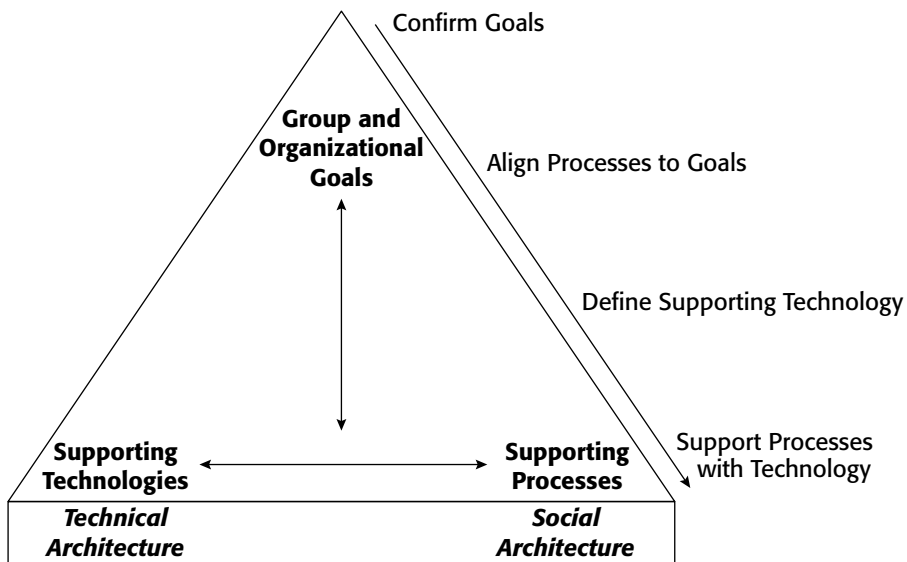 Confirm Goals
Group and
Organizational
Goals
Align Processes to Goals
Define Supporting Technology
Supporting
Technologies
Supporting
Processes
Support Processes
with Technology
Technical
Architecture
Social
Architecture